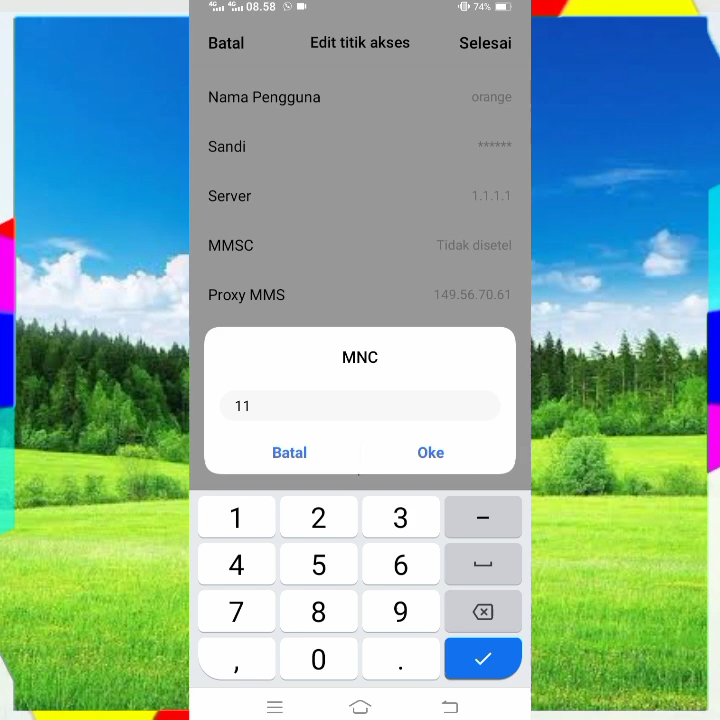 4G 4G 08.58 74%
Batal Edit titik akses Selesai
Nama Pengguna orange
Sandi ******
Server 1.1.1.1
MMSC Tidak disetel
Proxy MMS 149.56.70.61
MNC
11
Batal Oke
1 2 3 –
4 5 6
7 8 9
, 0 .